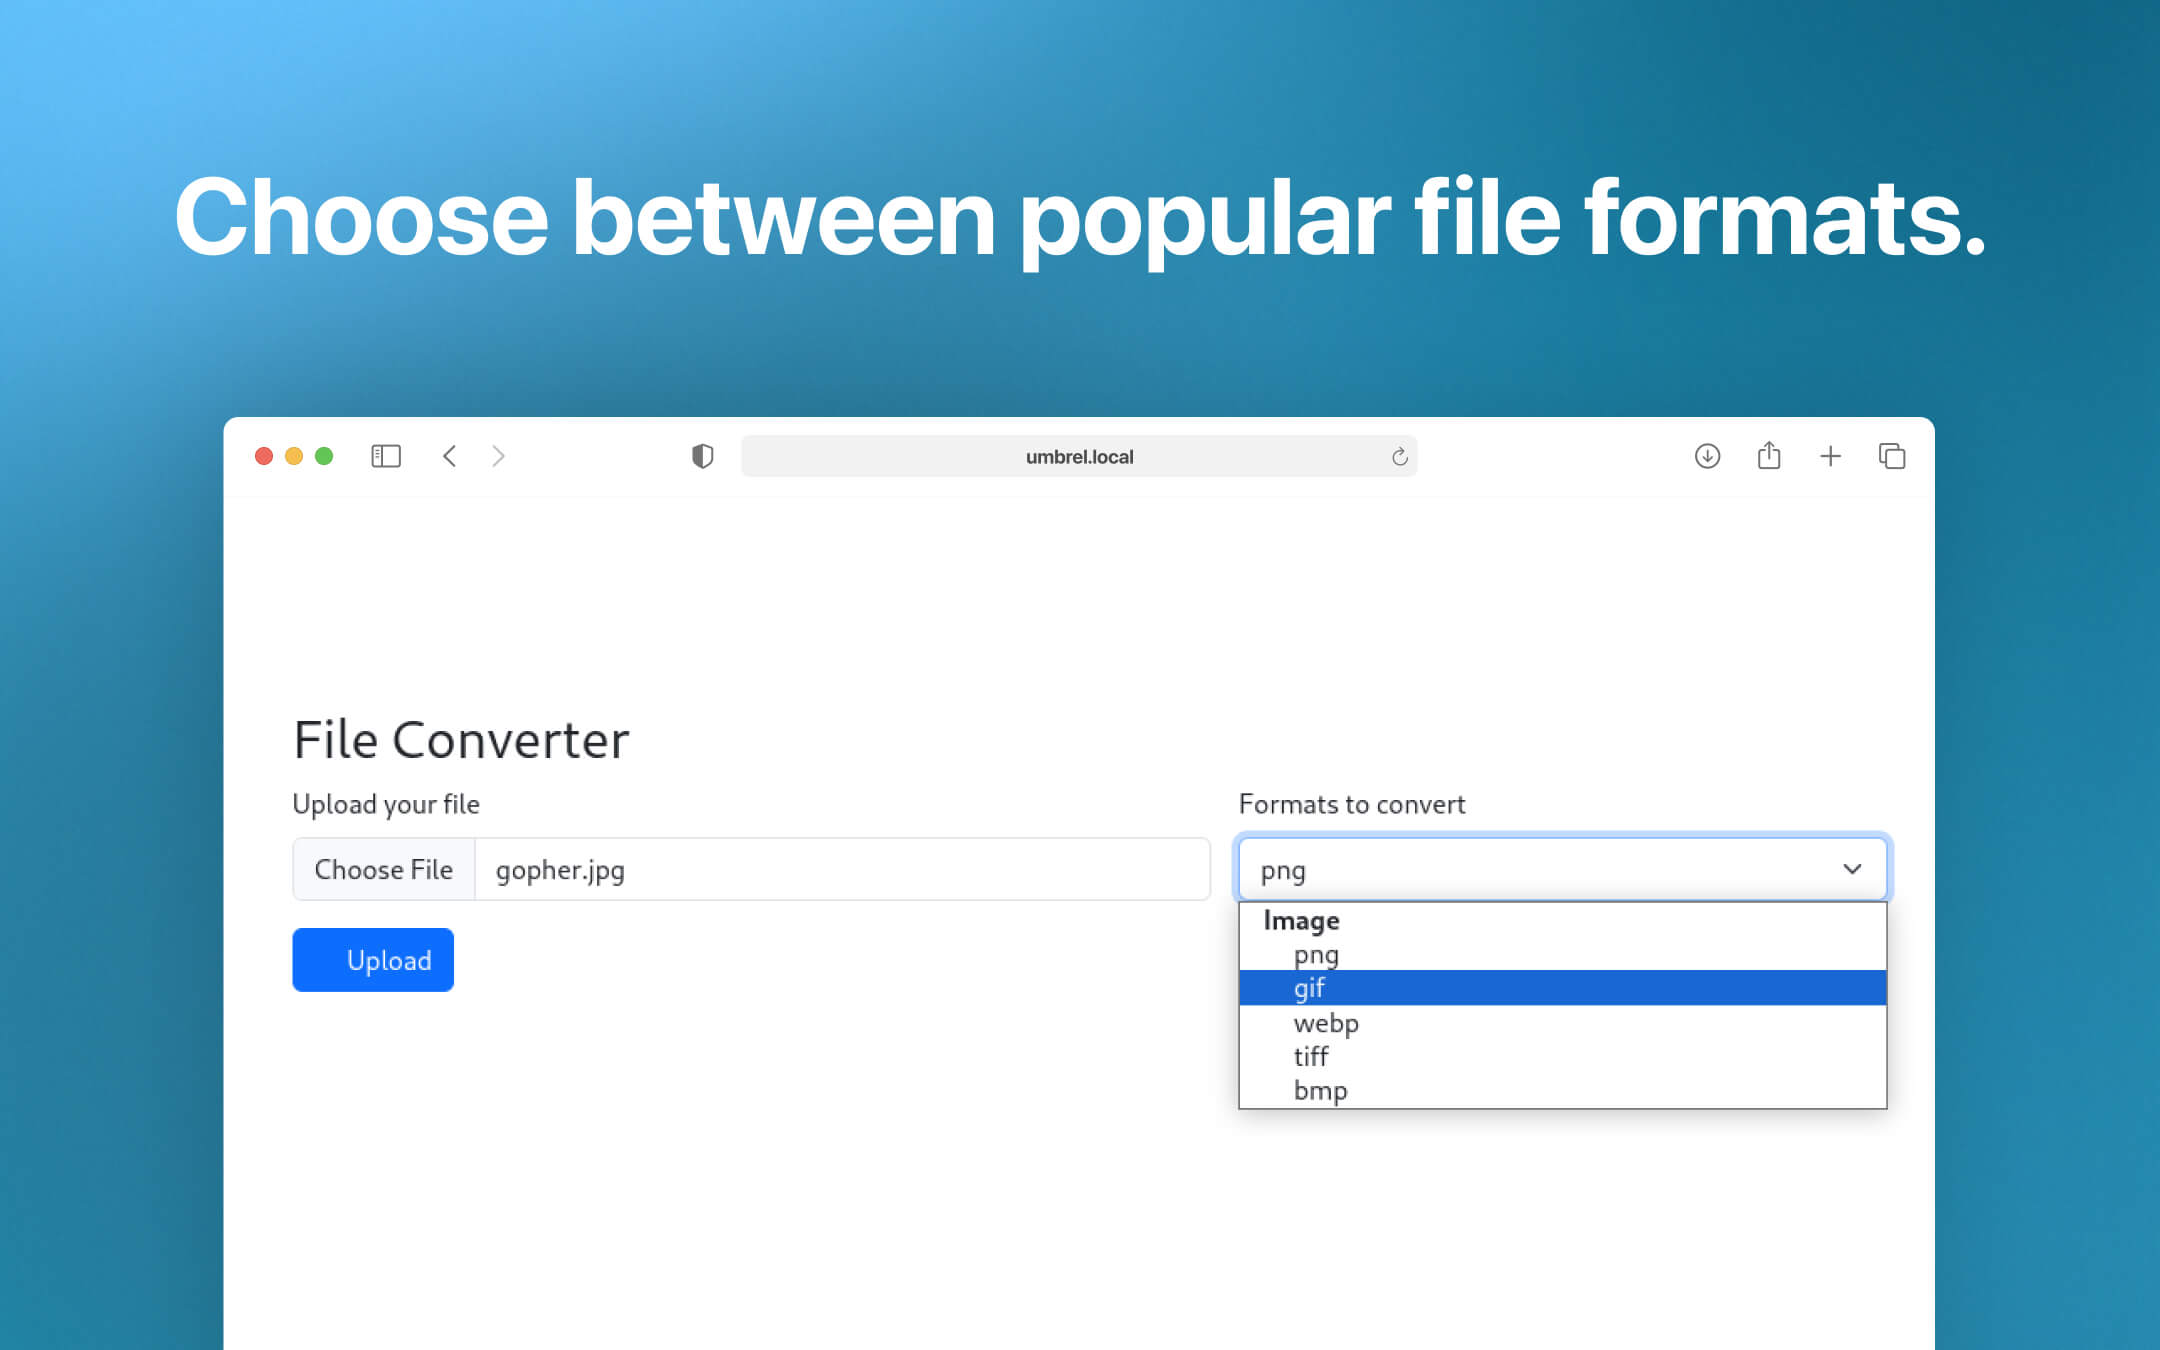 Choose between popular file formats.
umbrel.local
File Converter
Upload your file
Formats to convert
Choose File
gopher.jpg
png
Upload
Image
png
gif
webp
tiff
bmp